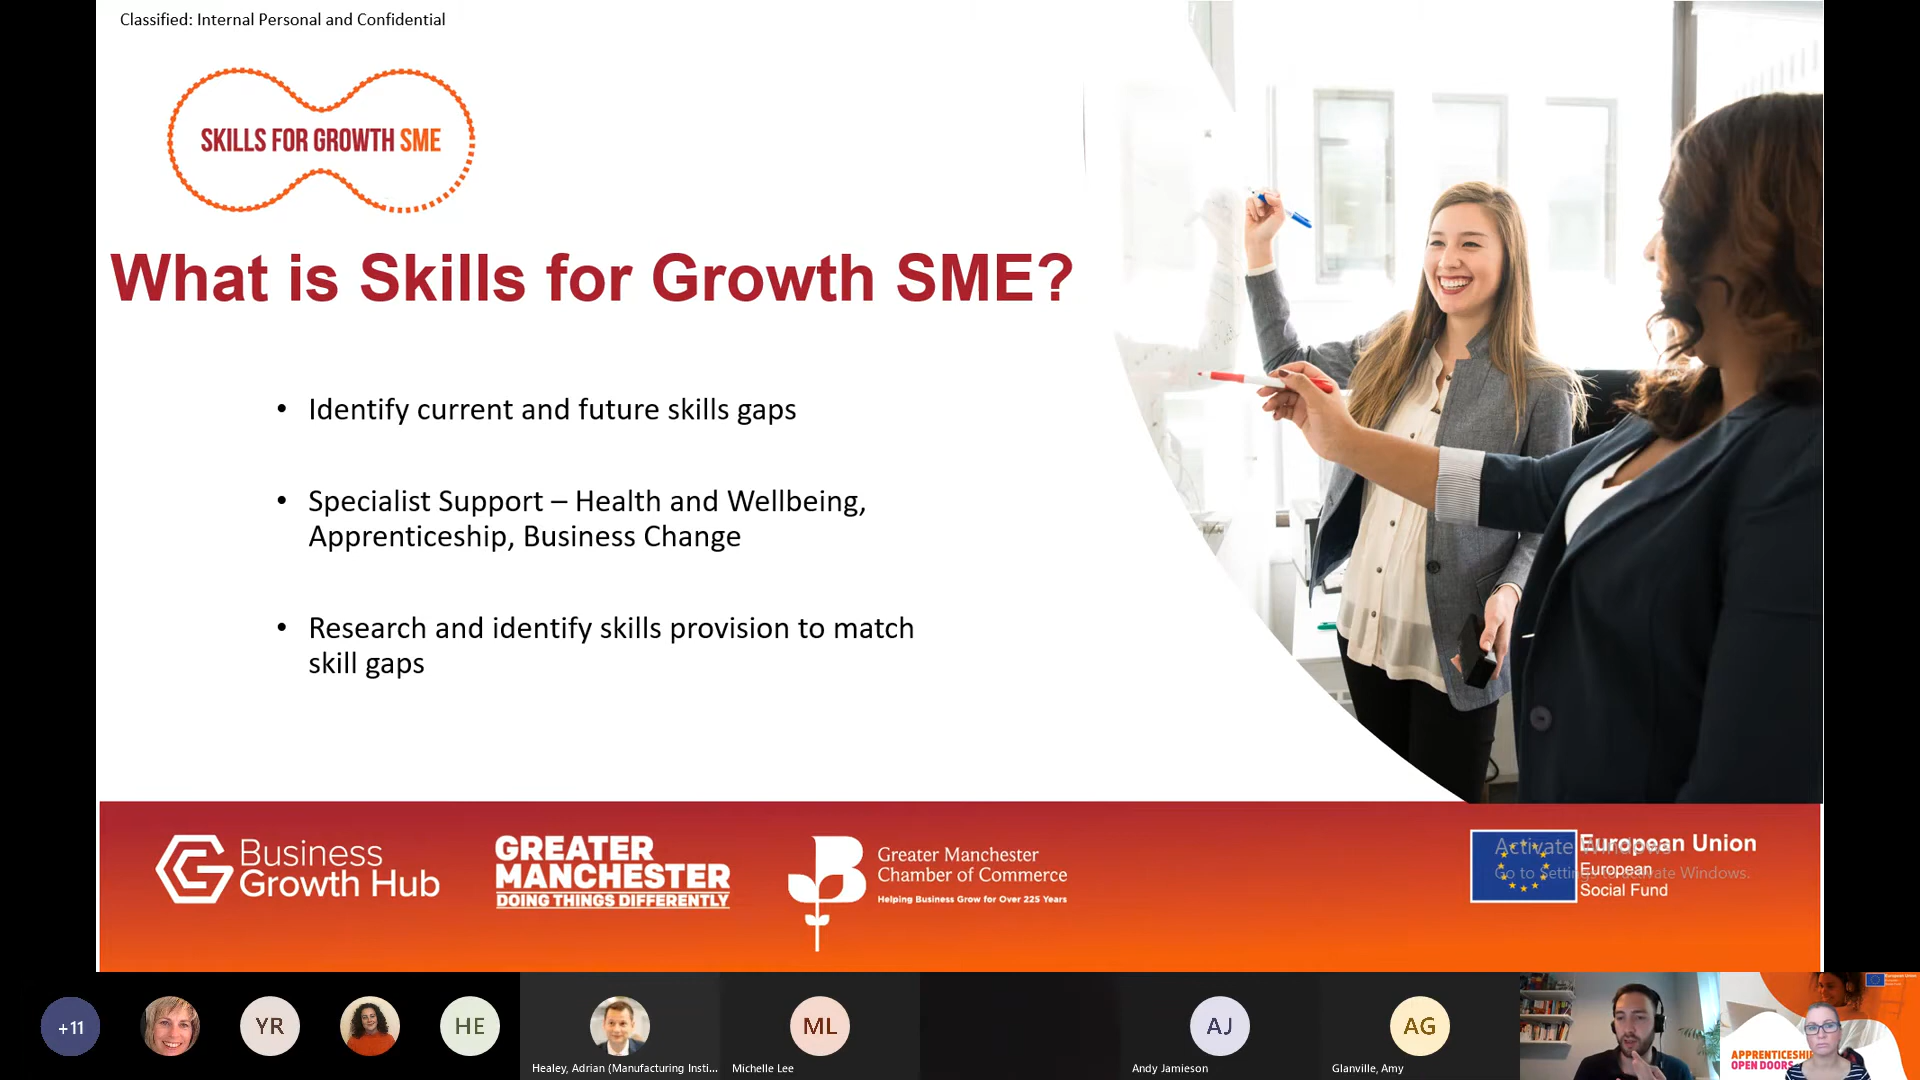 Classified: Internal Personal and Confidential
SKILLS FOR GROWTH SME
What is Skills for Growth SME?
• Identify current and future skills gaps
• Specialist Support – Health and Wellbeing,
Apprenticeship, Business Change
• Research and identify skills provision to match
skill gaps
Business
Growth Hub
GREATER
MANCHESTER
DOING THINGS DIFFERENTLY
Greater Manchester
Chamber of Commerce
Helping Business Grow for Over 225 Years
European Union
European
Social Fund
Activate Windows
Go to Settings to activate Windows.
+11
YR
HE
Healey, Adrian (Manufacturing Insti...
ML
Michelle Lee
AJ
Andy Jamieson
AG
Glanville, Amy
OPEN DOORS